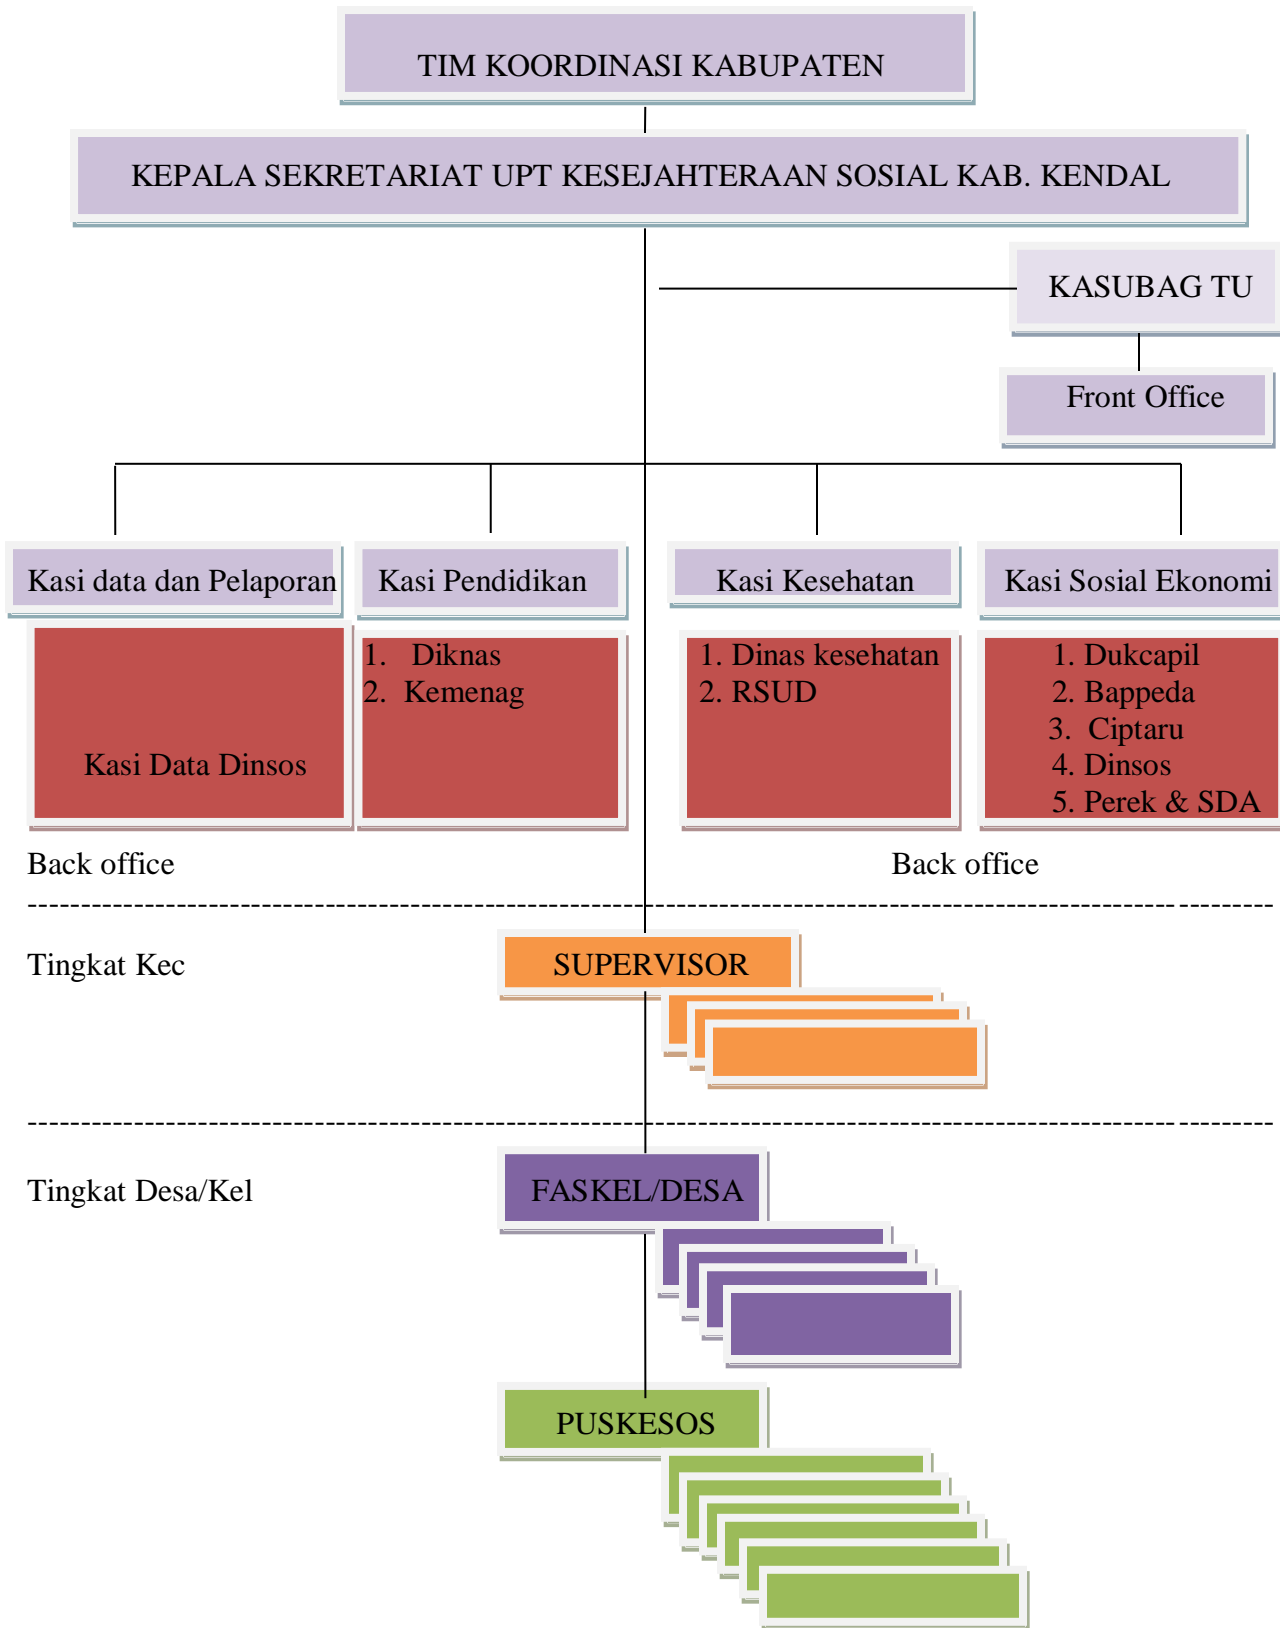 TIM KOORDINASI KABUPATEN
KEPALA SEKRETARIAT UPT KESEJAHTERAAN SOSIAL KAB. KENDAL
KASUBAG TU
Front Office
Kasi data dan Pelaporan
Kasi Pendidikan
Kasi Kesehatan
Kasi Sosial Ekonomi
Kasi Data Dinsos
1. Diknas
2. Kemenag
1. Dinas kesehatan
2. RSUD
1. Dukcapil
2. Bappeda
3. Ciptaru
4. Dinsos
5. Perek & SDA
Back office
Back office
Tingkat Kec
SUPERVISOR
Tingkat Desa/Kel
FASKEL/DESA
PUSKESOS